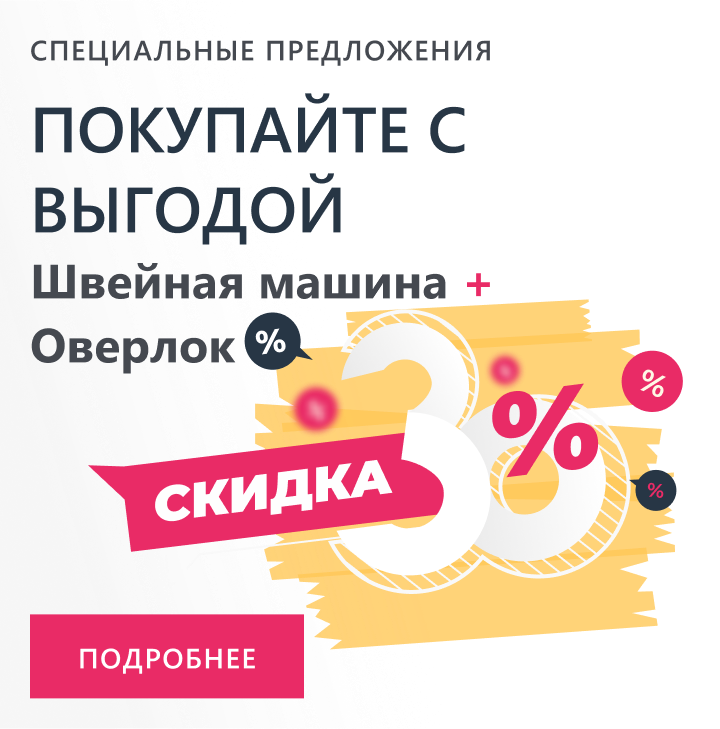 СПЕЦИАЛЬНЫЕ ПРЕДЛОЖЕНИЯ
ПОКУПАЙТЕ С
ВЫГОДОЙ
Швейная машина +
Оверлок %
30%
%
СКИДКА
%
ПОДРОБНЕЕ